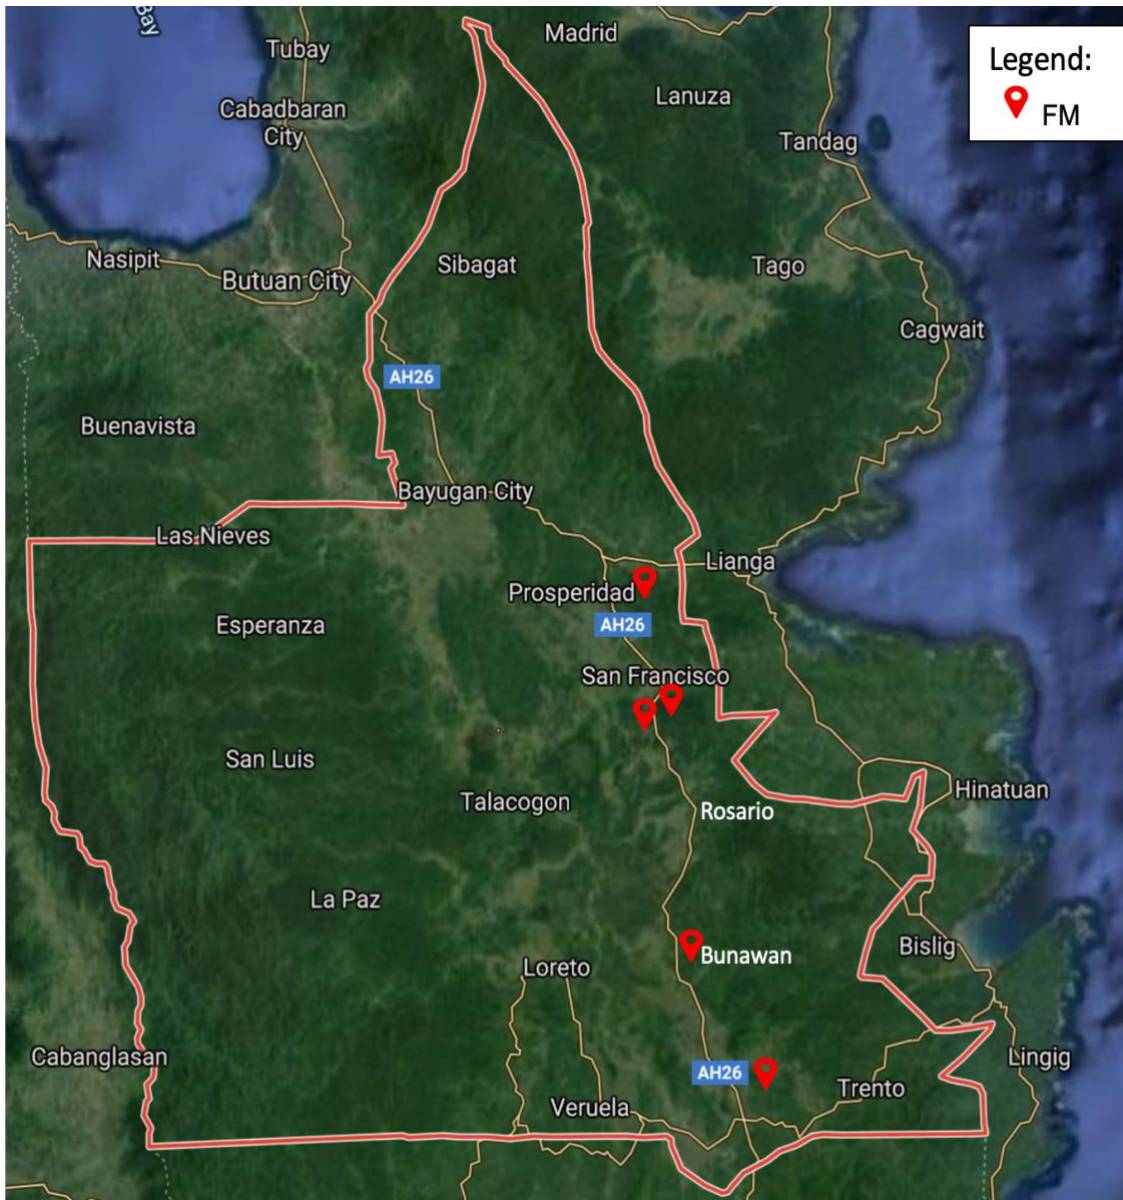 Bay
Madrid
Tubay
Legend:
FM
Lanuza
Cabadbaran
City
Tandag
Nasipit
Butuan City
Sibagat
Tago
Cagwait
AH26
Buenavista
Bayugan City
Las Nieves
Lianga
Prosperidad
AH26
Esperanza
San Francisco
San Luis
Hinatuan
Talacogon
Rosario
La Paz
Bislig
Bunawan
Loreto
Cabanglasan
Lingig
AH26
Trento
Veruela